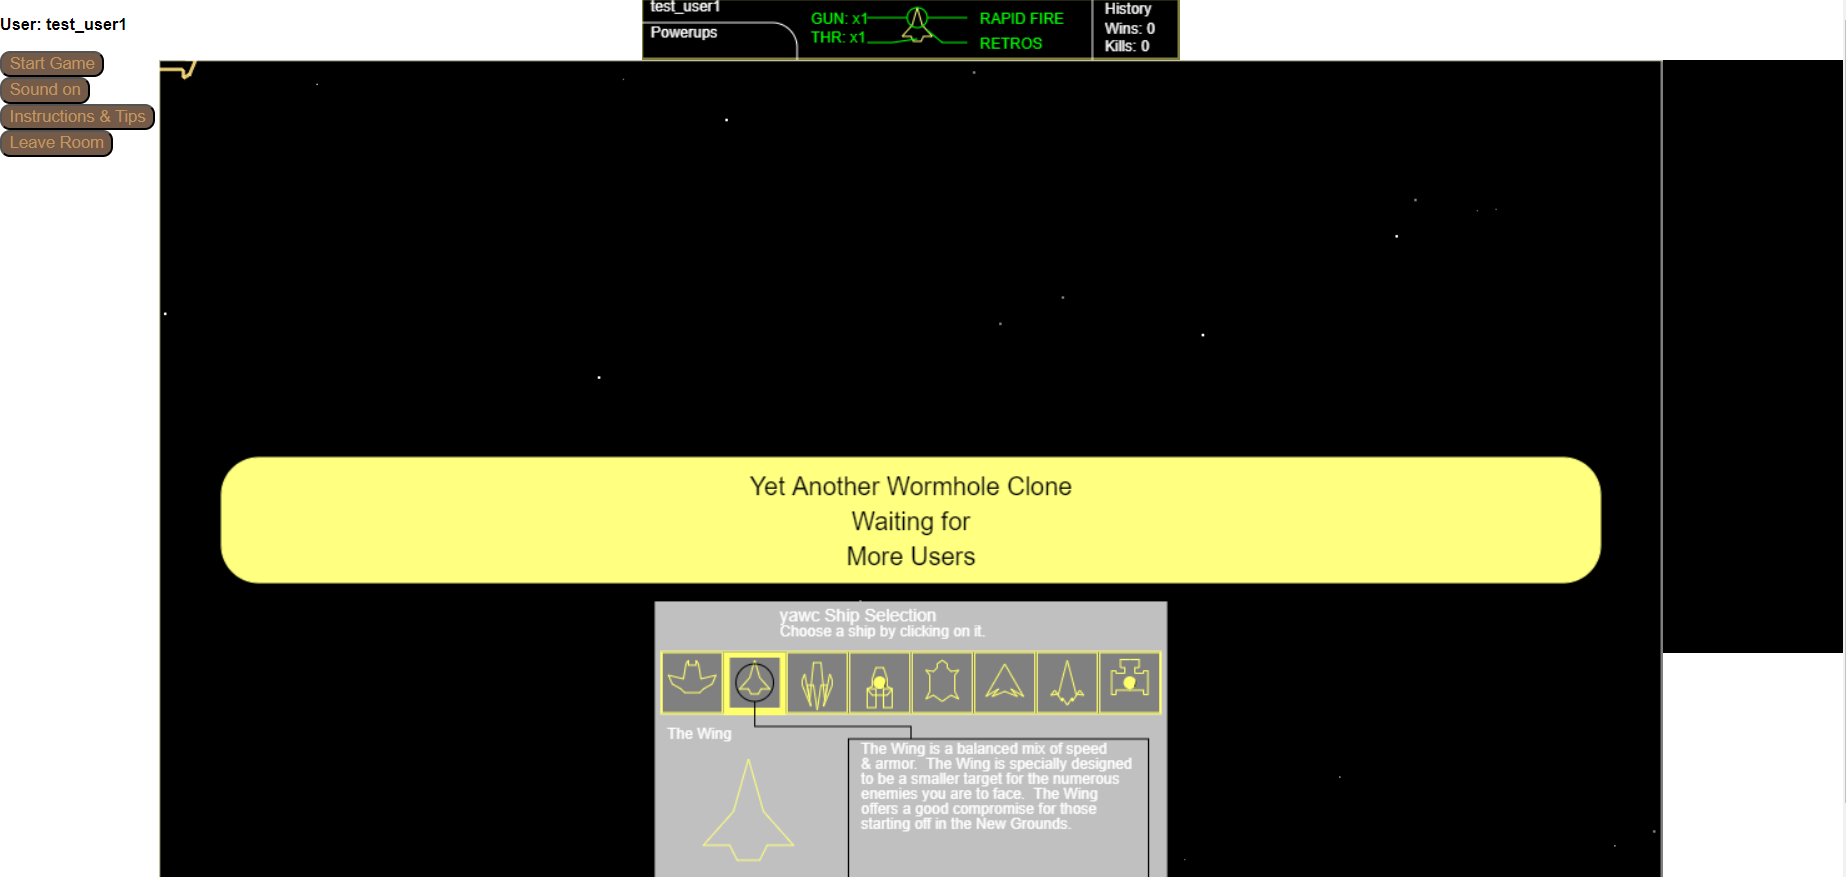 User: test_user1
Start Game
Sound on
Instructions & Tips
Leave Room
test_user1
Powerups
GUN: x1
THR: x1
RAPID FIRE
RETROS
History
Wins: 0
Kills: 0
Yet Another Wormhole Clone
Waiting for
More Users
yawc Ship Selection
Choose a ship by clicking on it.
The Wing
The Wing is a balanced mix of speed
& armor. The Wing is specially designed
to be a smaller target for the numerous
enemies you are to face. The Wing
offers a good compromise for those
starting off in the New Grounds.